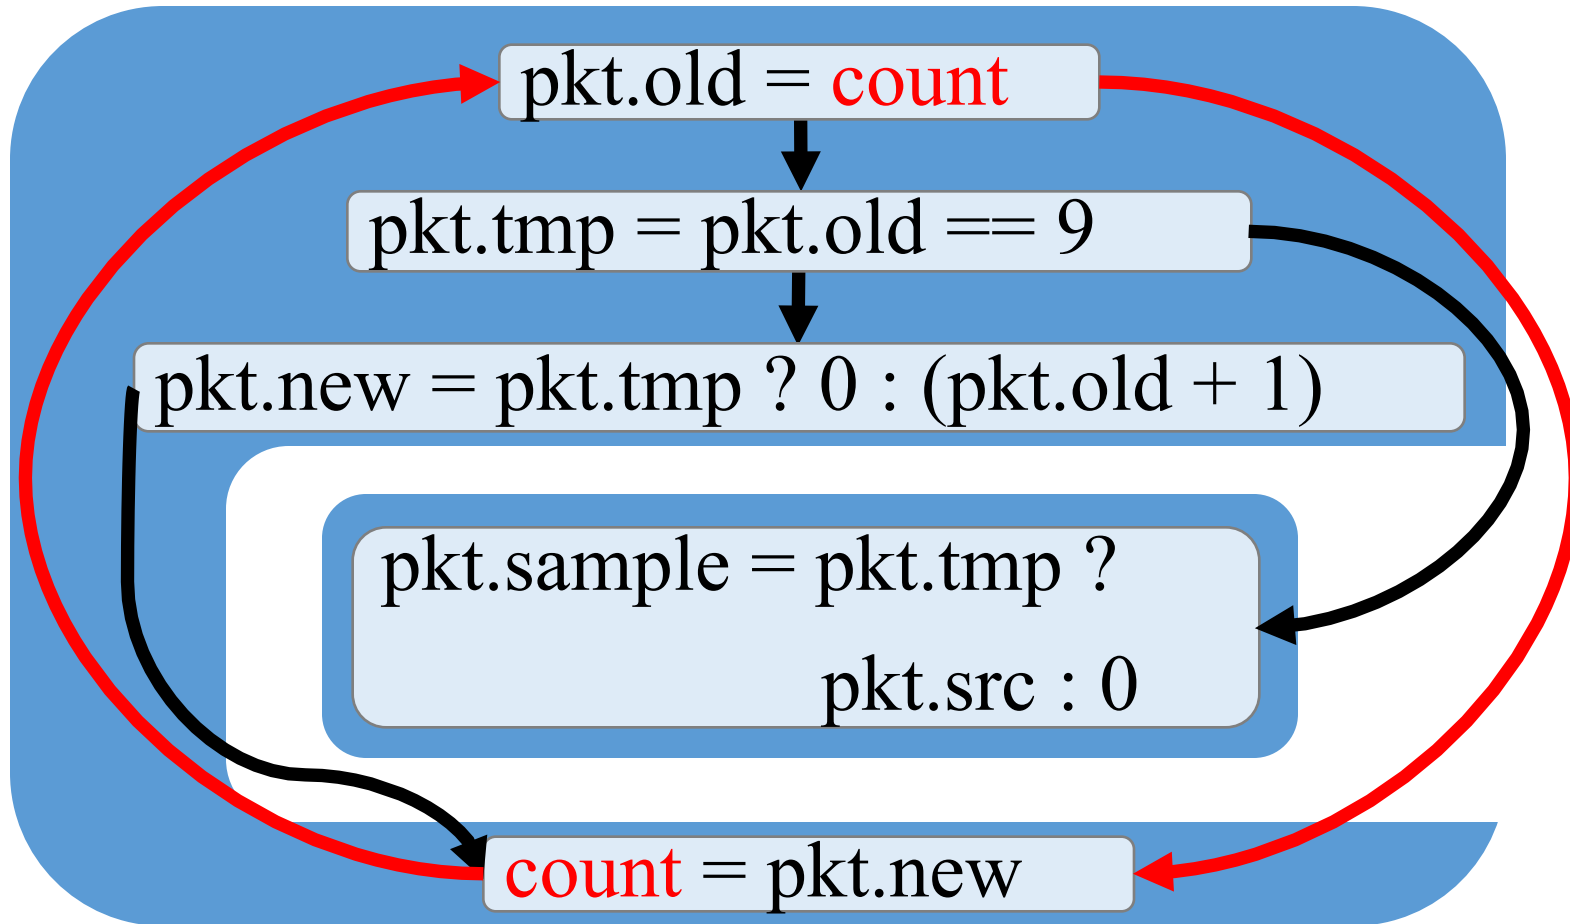 pkt.old = count
pkt.tmp = pkt.old == 9
pkt.new = pkt.tmp ? 0 : (pkt.old + 1)
pkt.sample = pkt.tmp ?
pkt.src : 0
count = pkt.new